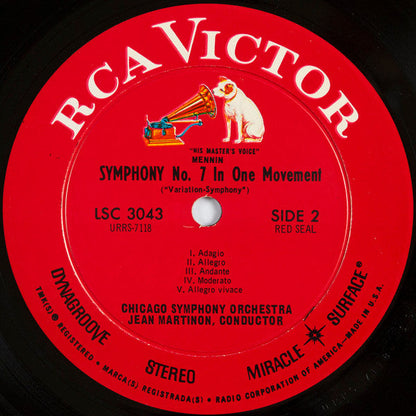 RCA VICTOR
"HIS MASTER'S VOICE"
MENNIN
SYMPHONY No. 7 In One Movement
("Variation-Symphony")
LSC 3043
URRS-7118
SIDE 2
RED SEAL
I. Adagio
II. Allegro
III. Andante
IV. Moderato
V. Allegro vivace
CHICAGO SYMPHONY ORCHESTRA
JEAN MARTINON, CONDUCTOR
DYNAGROOVE
STEREO
MIRACLE SURFACE
TMK(S) ® REGISTERED • MARCA(S) REGISTRADA(S) • RADIO CORPORATION OF AMERICA—MADE IN U.S.A.